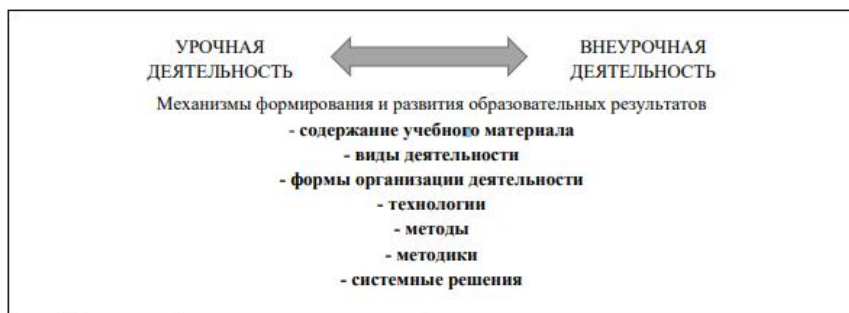 УРОЧНАЯ ДЕЯТЕЛЬНОСТЬ
ВНЕУРОЧНАЯ ДЕЯТЕЛЬНОСТЬ
Механизмы формирования и развития образовательных результатов
- содержание учебного материала
- виды деятельности
- формы организации деятельности
- технологии
- методы
- методики
- системные решения